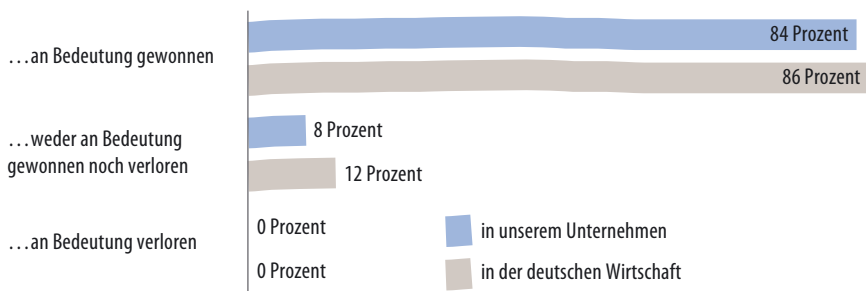 …an Bedeutung gewonnen
84 Prozent
86 Prozent
…weder an Bedeutung
gewonnen noch verloren
8 Prozent
12 Prozent
…an Bedeutung verloren
0 Prozent
0 Prozent
in unserem Unternehmen
in der deutschen Wirtschaft